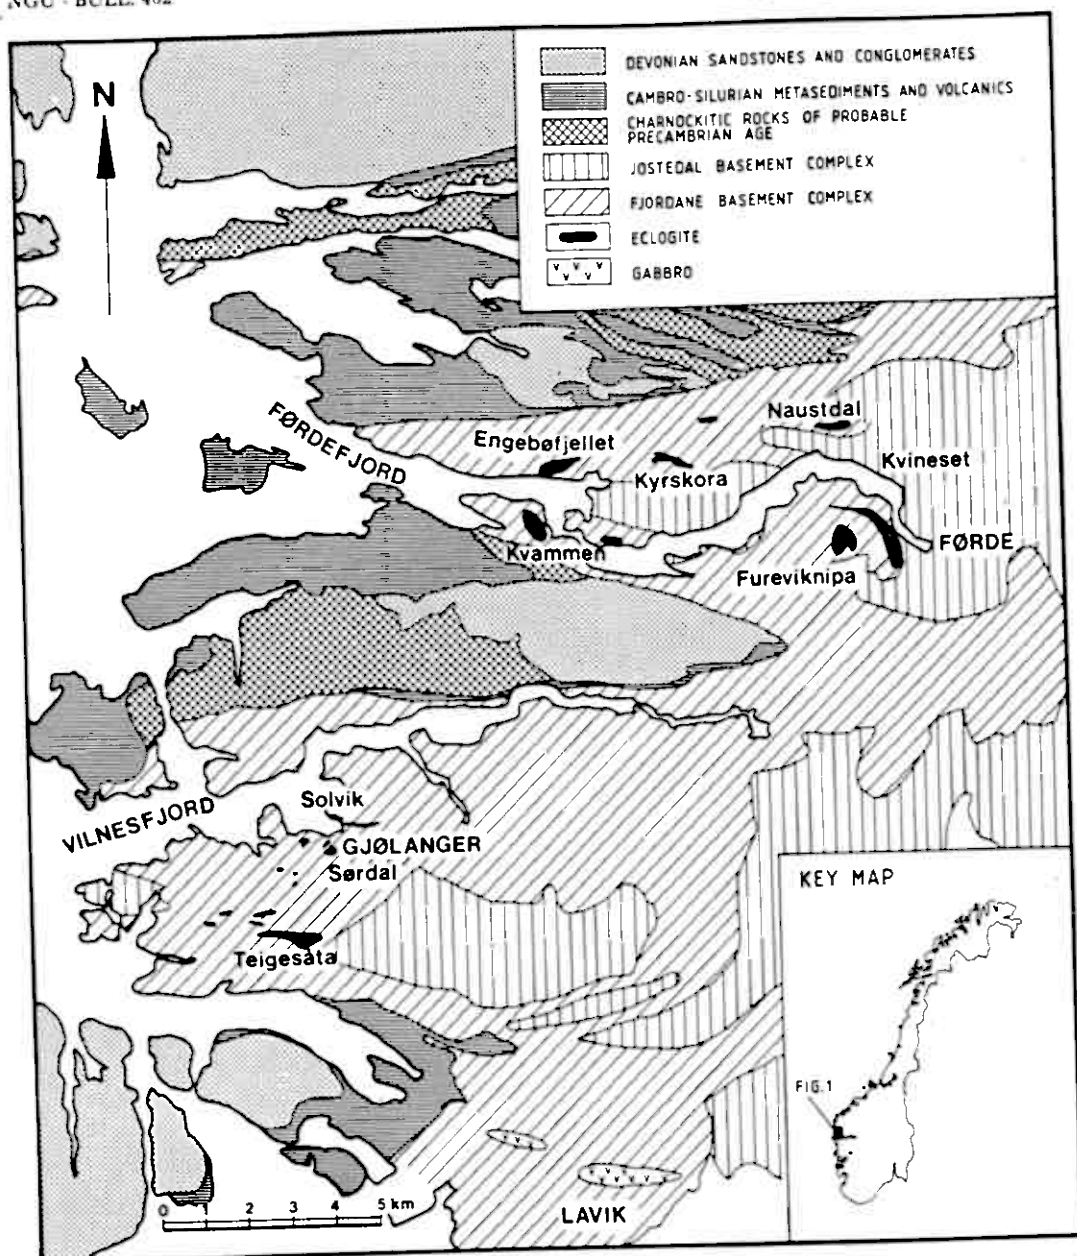 NGU - BULL. 402
N
DEVONIAN SANDSTONES AND CONGLOMERATES
CAMBRO-SILURIAN METASEDIMENTS AND VOLCANICS
CHARNOCKITIC ROCKS OF PROBABLE
PRECAMBRIAN AGE
JOSTEDAL BASEMENT COMPLEX
FJORDANE BASEMENT COMPLEX
ECLOGITE
GABBRO
FØRDEFJORD
Naustdal
Engebøfjellet
Kvineset
Kyrskora
Kvammen
FØRDE
Fureviknipa
VILNESFJORD
Solvik
GJØLANGER
Sørdal
Teigesåta
KEY MAP
FIG.1
0 1 2 3 4 5 km
LAVIK